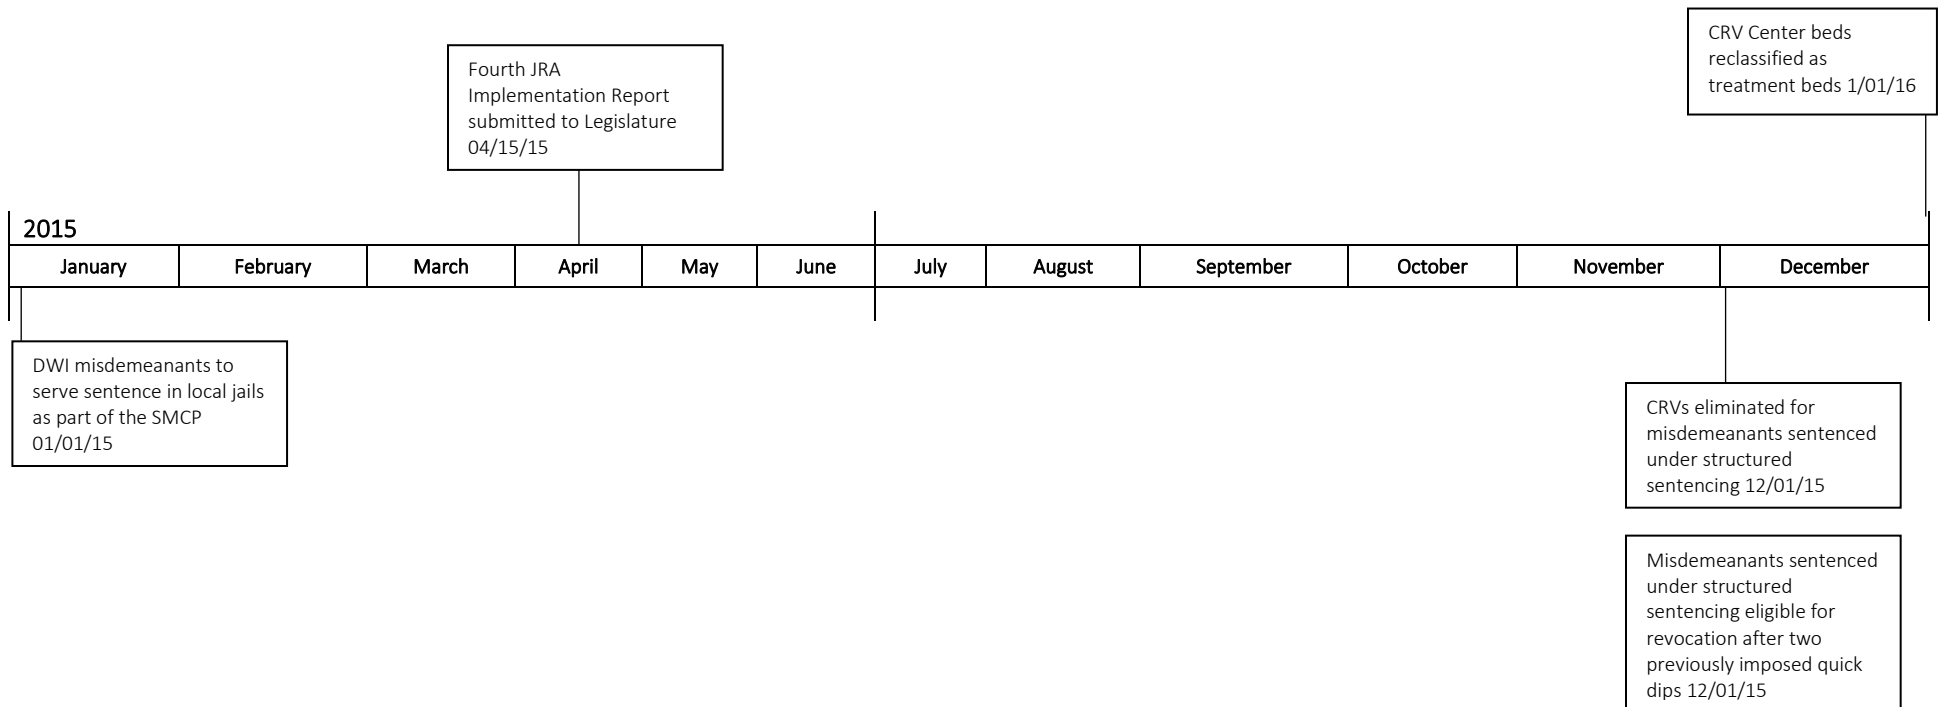 CRV Center beds
reclassified as
treatment beds 1/01/16
Fourth JRA
Implementation Report
submitted to Legislature
04/15/15
2015
January February March April May June July August September October November December
DWI misdemeanants to
serve sentence in local jails
as part of the SMCP
01/01/15
CRVs eliminated for
misdemeanants sentenced
under structured
sentencing 12/01/15
Misdemeanants sentenced
under structured
sentencing eligible for
revocation after two
previously imposed quick
dips 12/01/15